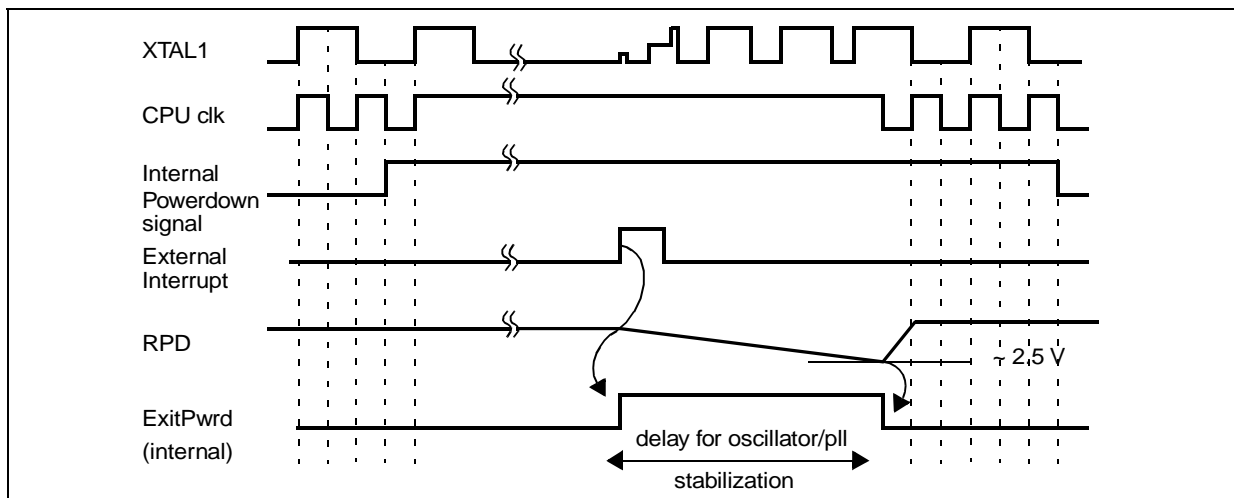 XTAL1
CPU clk
Internal
Powerdown
signal
External
Interrupt
RPD
~ 2.5 V
ExitPwrd
(internal)
delay for oscillator/pll
stabilization